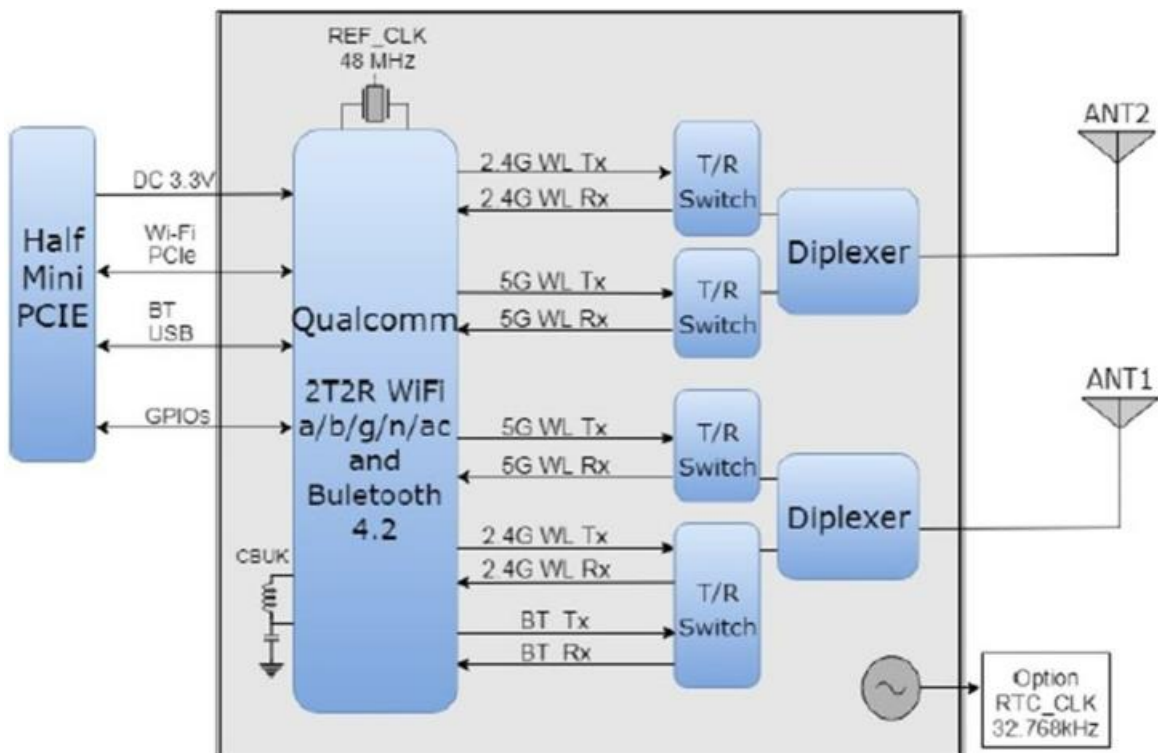 REF_CLK
48 MHz
ANT2
DC 3.3V
Wi-Fi
PCIe
BT
USB
GPIOs
Half
Mini
PCIE
Qualcomm
2T2R WiFi
a/b/g/n/ac
and
Buletooth
4.2
CBUK
2.4G WL Tx
2.4G WL Rx
T/R
Switch
5G WL Tx
5G WL Rx
T/R
Switch
Diplexer
ANT1
5G WL Tx
5G WL Rx
T/R
Switch
Diplexer
2.4G WL Tx
2.4G WL Rx
BT Tx
BT Rx
T/R
Switch
Option
RTC_CLK
32.768kHz